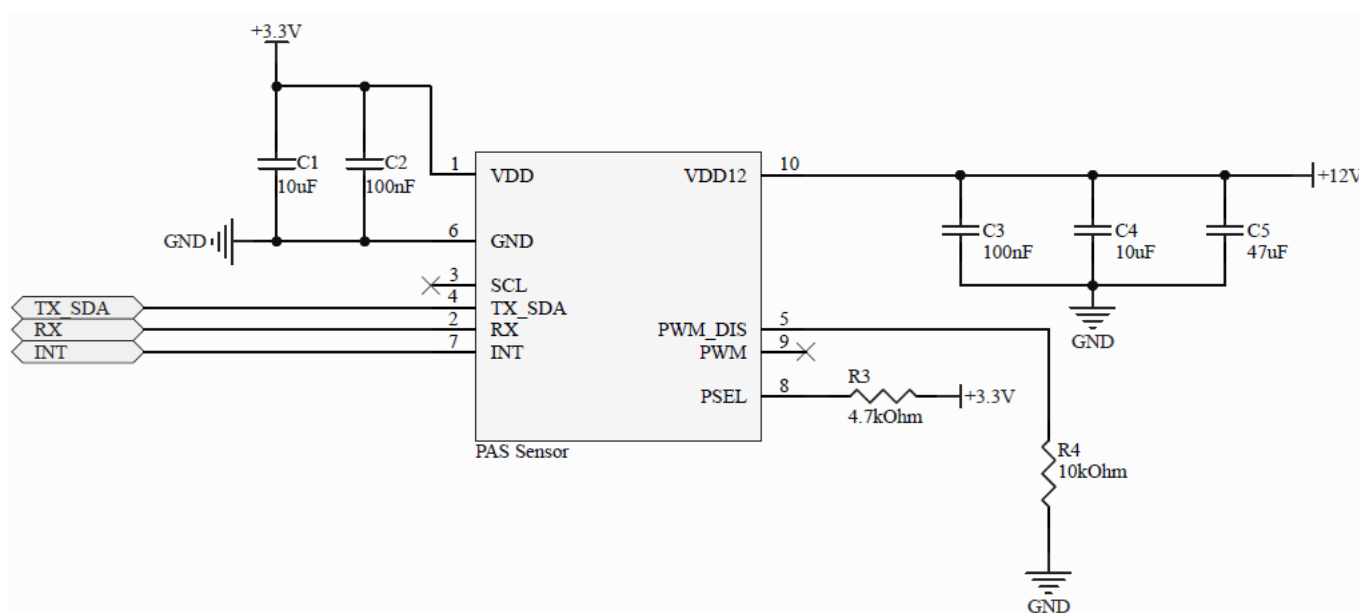 +3.3V
C1
10uF
C2
100nF
GND
1
VDD
6
GND
3
SCL
4
TX_SDA
TX_SDA
2
RX
RX
7
INT
INT
PAS Sensor
10
VDD12
+12V
C3
100nF
C4
10uF
C5
47uF
GND
5
PWM_DIS
9
PWM
8
PSEL
R3
4.7kOhm
+3.3V
R4
10kOhm
GND